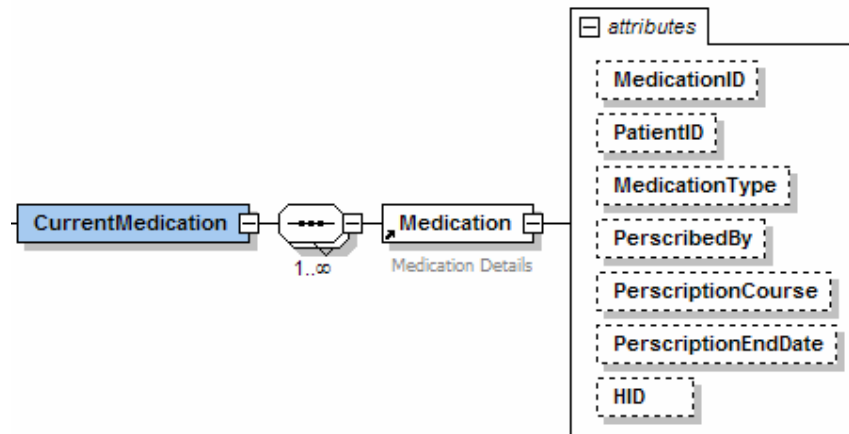 attributes
MedicationID
PatientID
MedicationType
CurrentMedication
Medication
PerscribedBy
1..∞
Medication Details
PerscriptionCourse
PerscriptionEndDate
HID